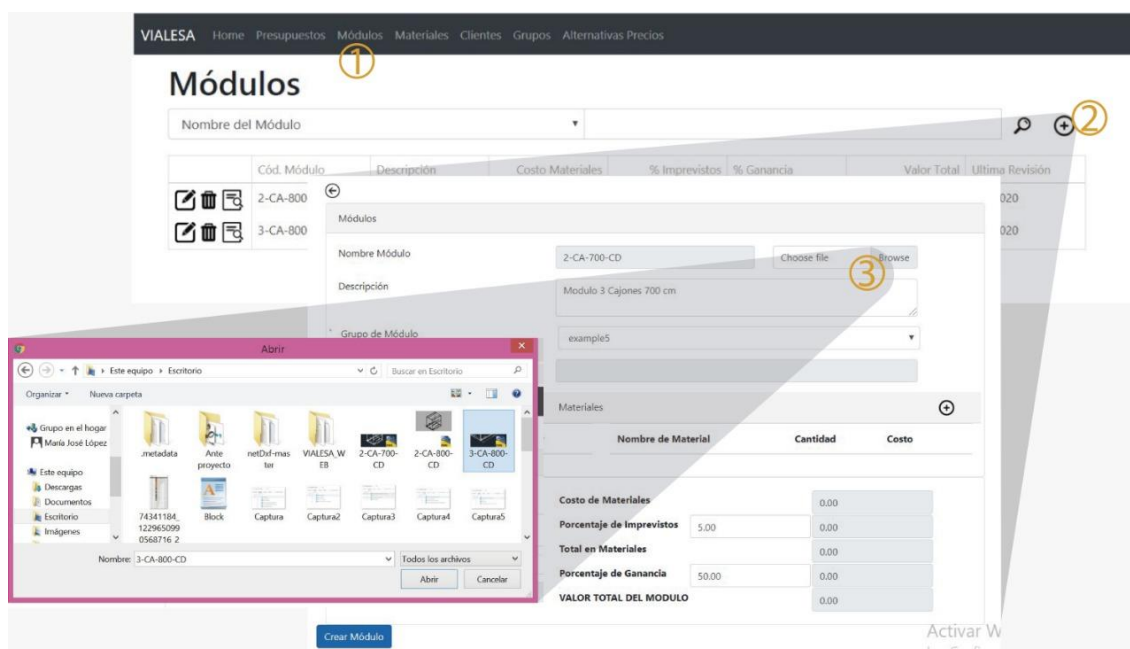 VIALESA Home Presupuestos Módulos Materiales Clientes Grupos Alternativas Precios
①
Módulos
Nombre del Módulo
②
Cód. Módulo Descripción Costo Materiales % Imprevistos % Ganancia Valor Total Ultima Revisión
2-CA-800 020
3-CA-800 020
Módulos
Nombre Módulo 2-CA-700-CD Choose file Browse
③
Descripción Modulo 3 Cajones 700 cm
Grupo de Módulo example5
Materiales
Nombre de Material Cantidad Costo
Costo de Materiales 0.00
Porcentaje de Imprevistos 5.00 0.00
Total en Materiales 0.00
Porcentaje de Ganancia 50.00 0.00
VALOR TOTAL DEL MODULO 0.00
Crear Módulo
Activar W
Abrir
Este equipo Escritorio Buscar en Escritorio
Organizar Nueva carpeta
Grupo en el hogar
María José López
Este equipo
Descargas
Documentos
Escritorio
Imágenes
.metadata Ante proyecto netDxf-mas ter VIALESA_W EB 2-CA-700- CD 2-CA-800- CD 3-CA-800- CD
74341184_ 122965099 0568716 2 Block Captura Captura2 Captura3 Captura4 Captura5
Nombre: 3-CA-800-CD Todos los archivos
Abrir Cancelar